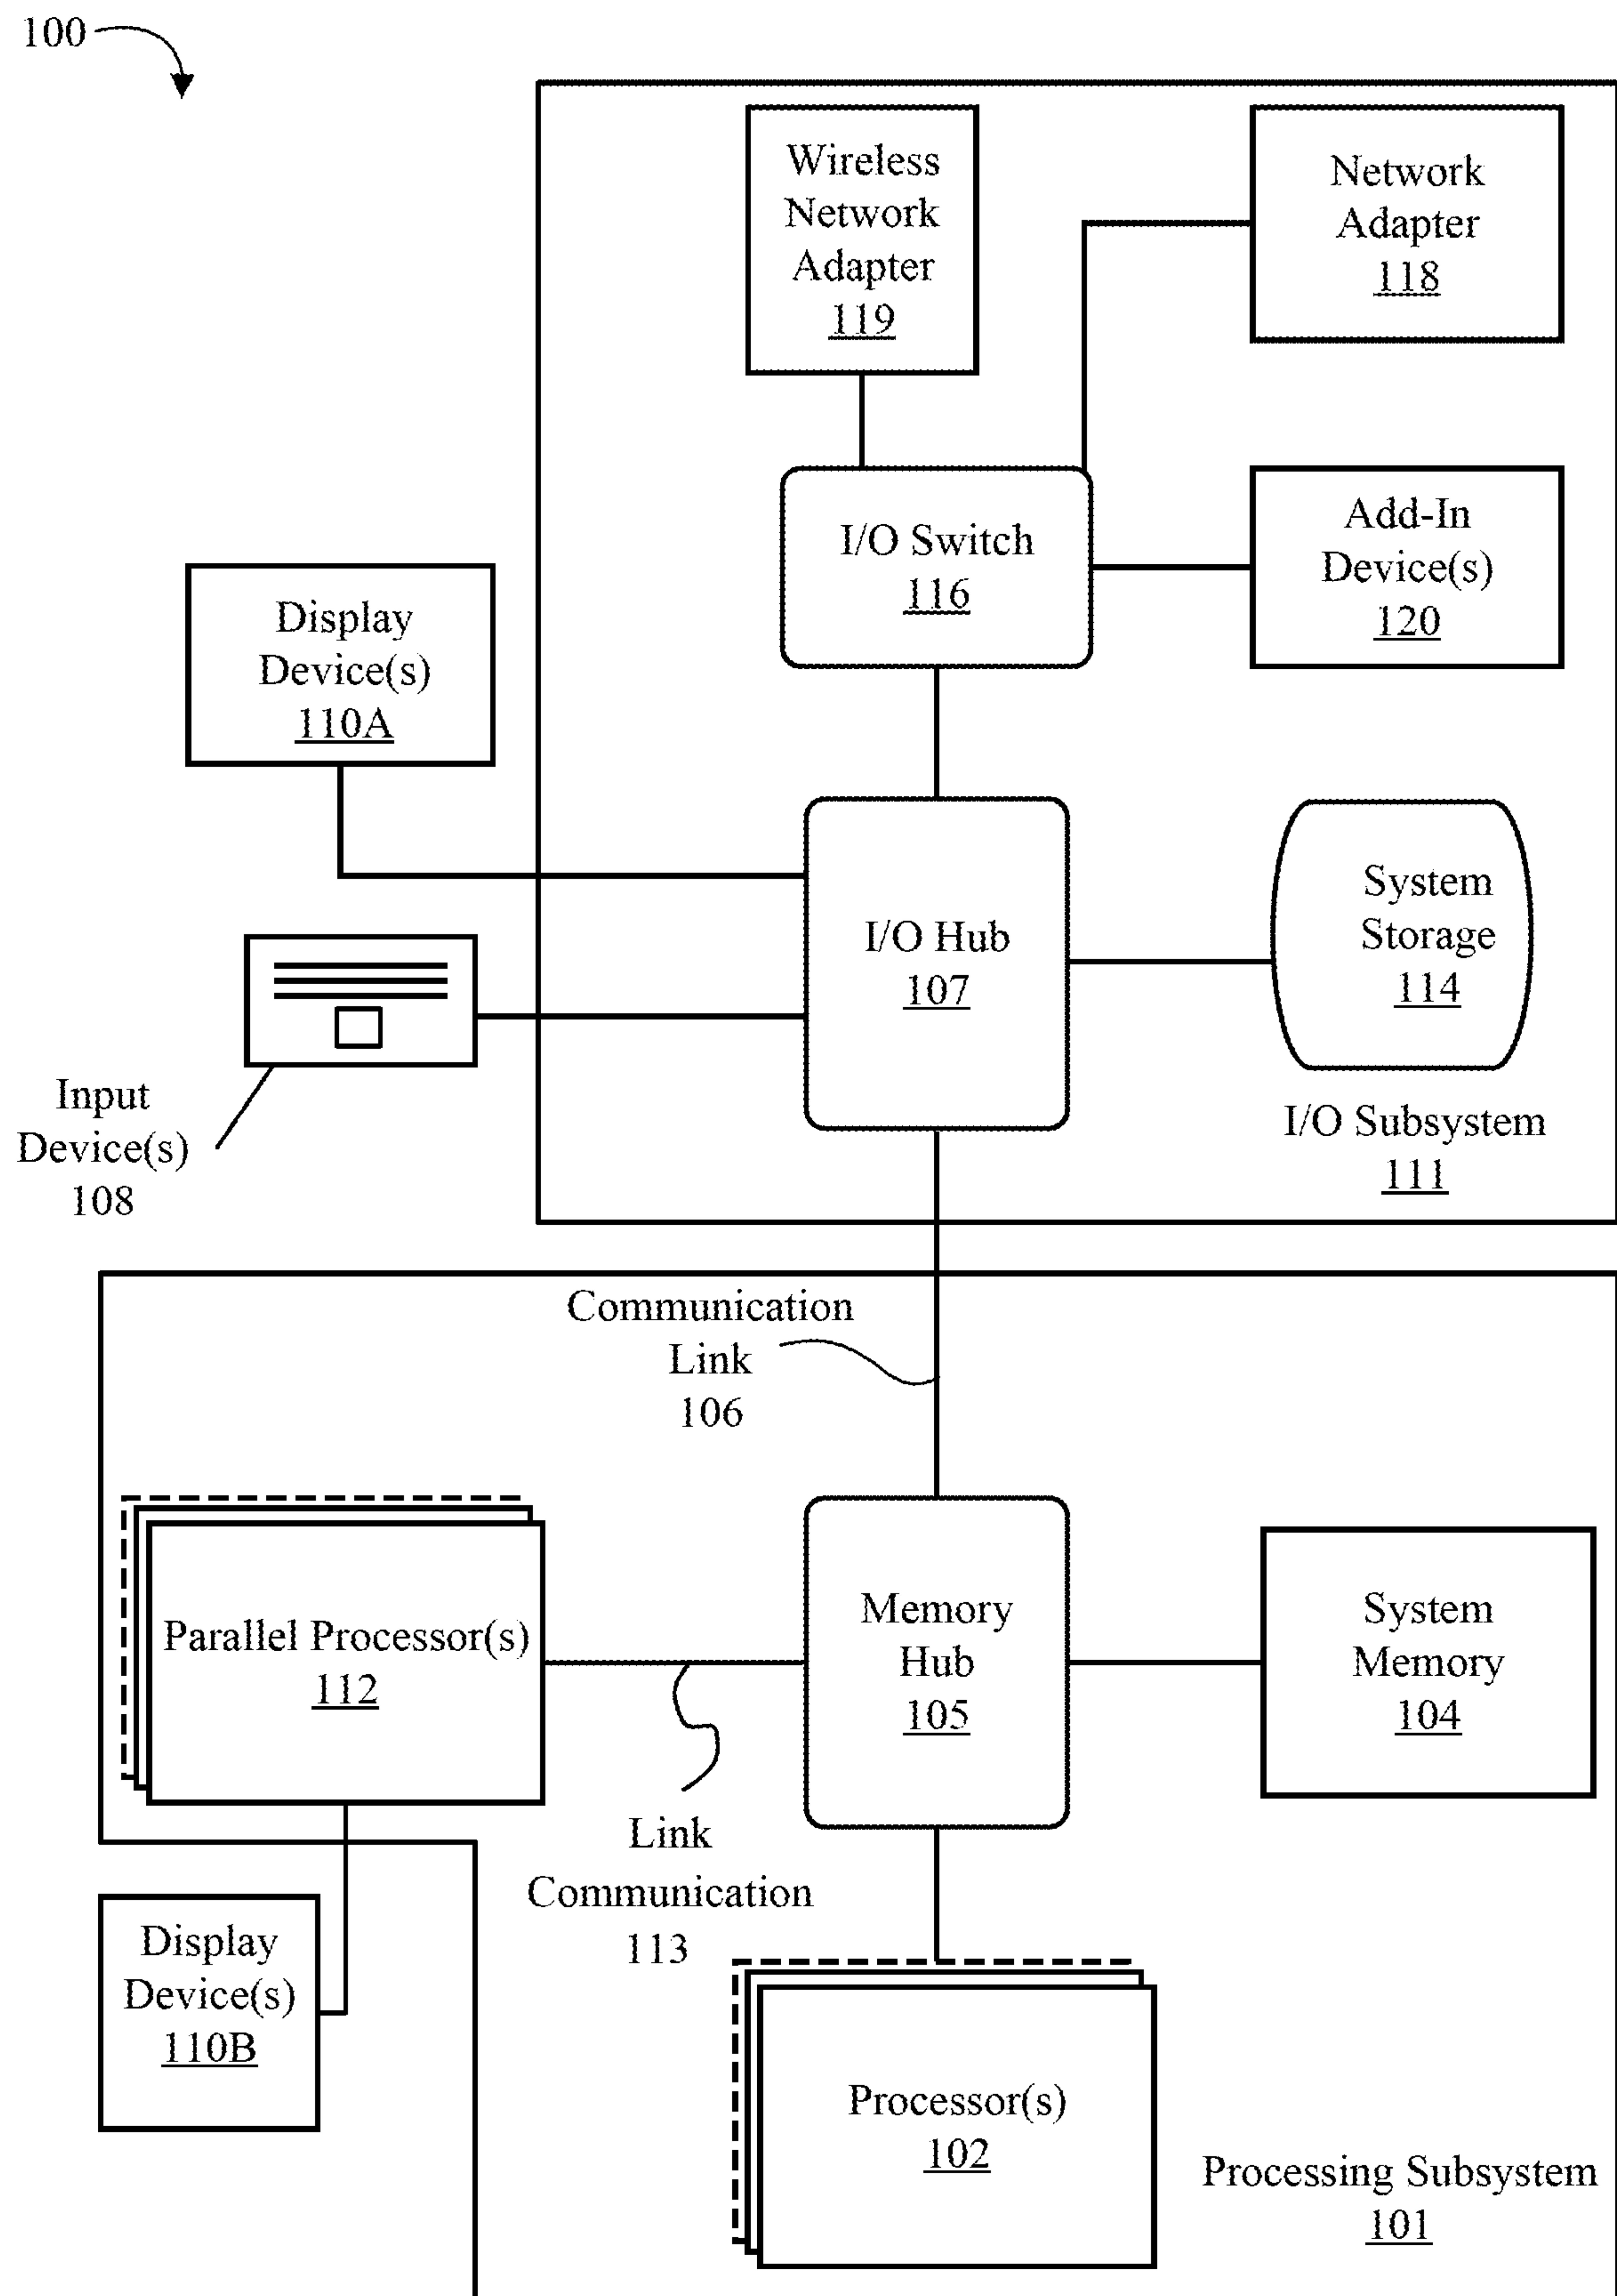 100
Wireless
Network
Adapter
119
Network
Adapter
118
I/O Switch
116
Add-In
Device(s)
120
Display
Device(s)
110A
I/O Hub
107
System
Storage
114
Input
Device(s)
108
I/O Subsystem
111
Communication
Link
106
Parallel Processor(s)
112
Memory
Hub
105
System
Memory
104
Link
Communication
113
Display
Device(s)
110B
Processor(s)
102
Processing Subsystem
101